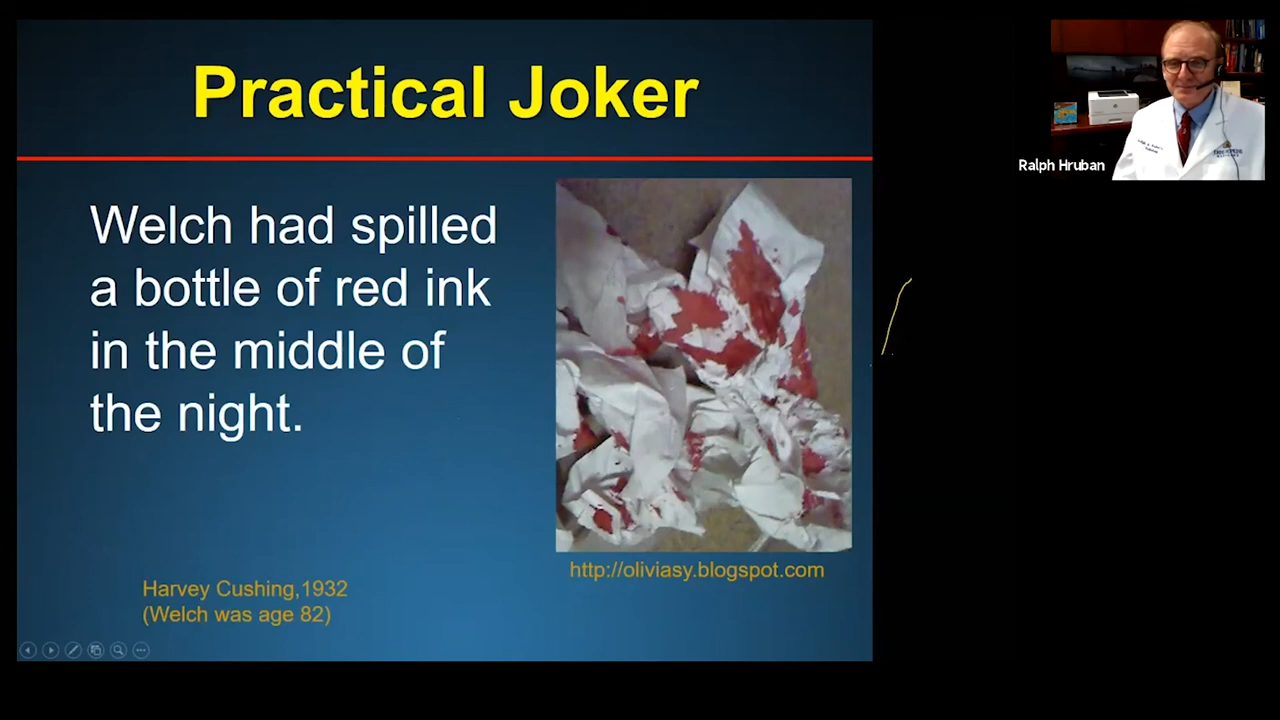 Practical Joker
Welch had spilled
a bottle of red ink
in the middle of
the night.
http://oliviasy.blogspot.com
Harvey Cushing,1932
(Welch was age 82)
Ralph Hruban